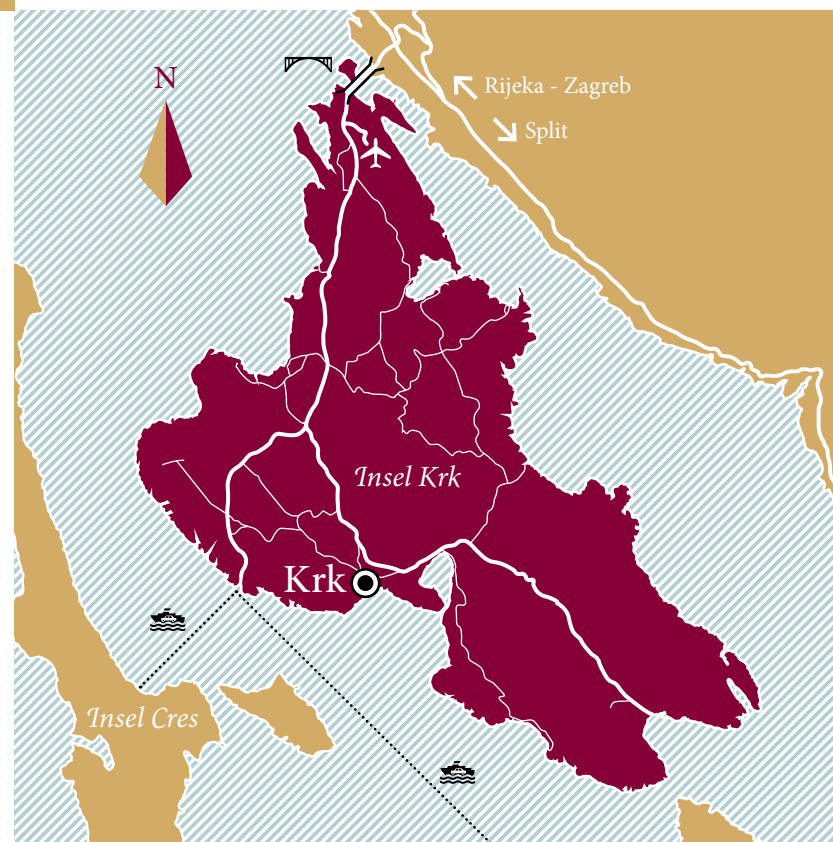 N
Rijeka - Zagreb
Split
Insel Krk
Krk
Insel Cres